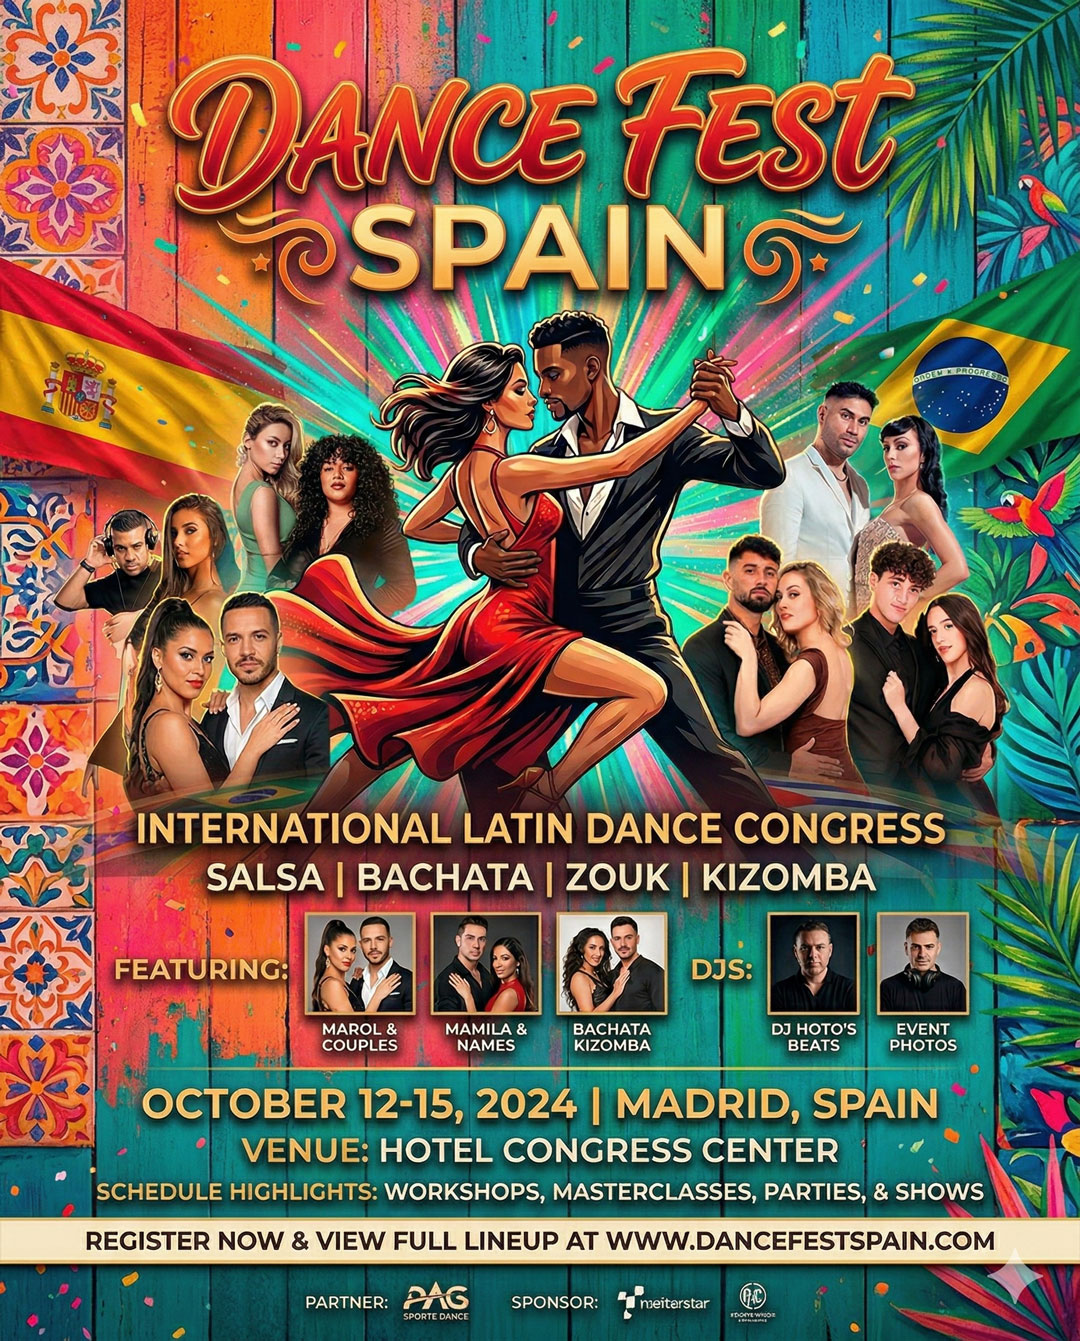 DANCE FEST
SPAIN
ORDEM E PROGRESSO
INTERNATIONAL LATIN DANCE CONGRESS
SALSA | BACHATA | ZOUK | KIZOMBA
FEATURING:
MAROL &
COUPLES
MAMILA &
NAMES
BACHATA
KIZOMBA
DJS:
DJ HOTO'S
BEATS
EVENT
PHOTOS
OCTOBER 12-15, 2024 | MADRID, SPAIN
VENUE: HOTEL CONGRESS CENTER
SCHEDULE HIGHLIGHTS: WORKSHOPS, MASTERCLASSES, PARTIES, & SHOWS
REGISTER NOW & VIEW FULL LINEUP AT WWW.DANCEFESTSPAIN.COM
PARTNER: PAG
SPORTE DANCE
SPONSOR: meiterstar